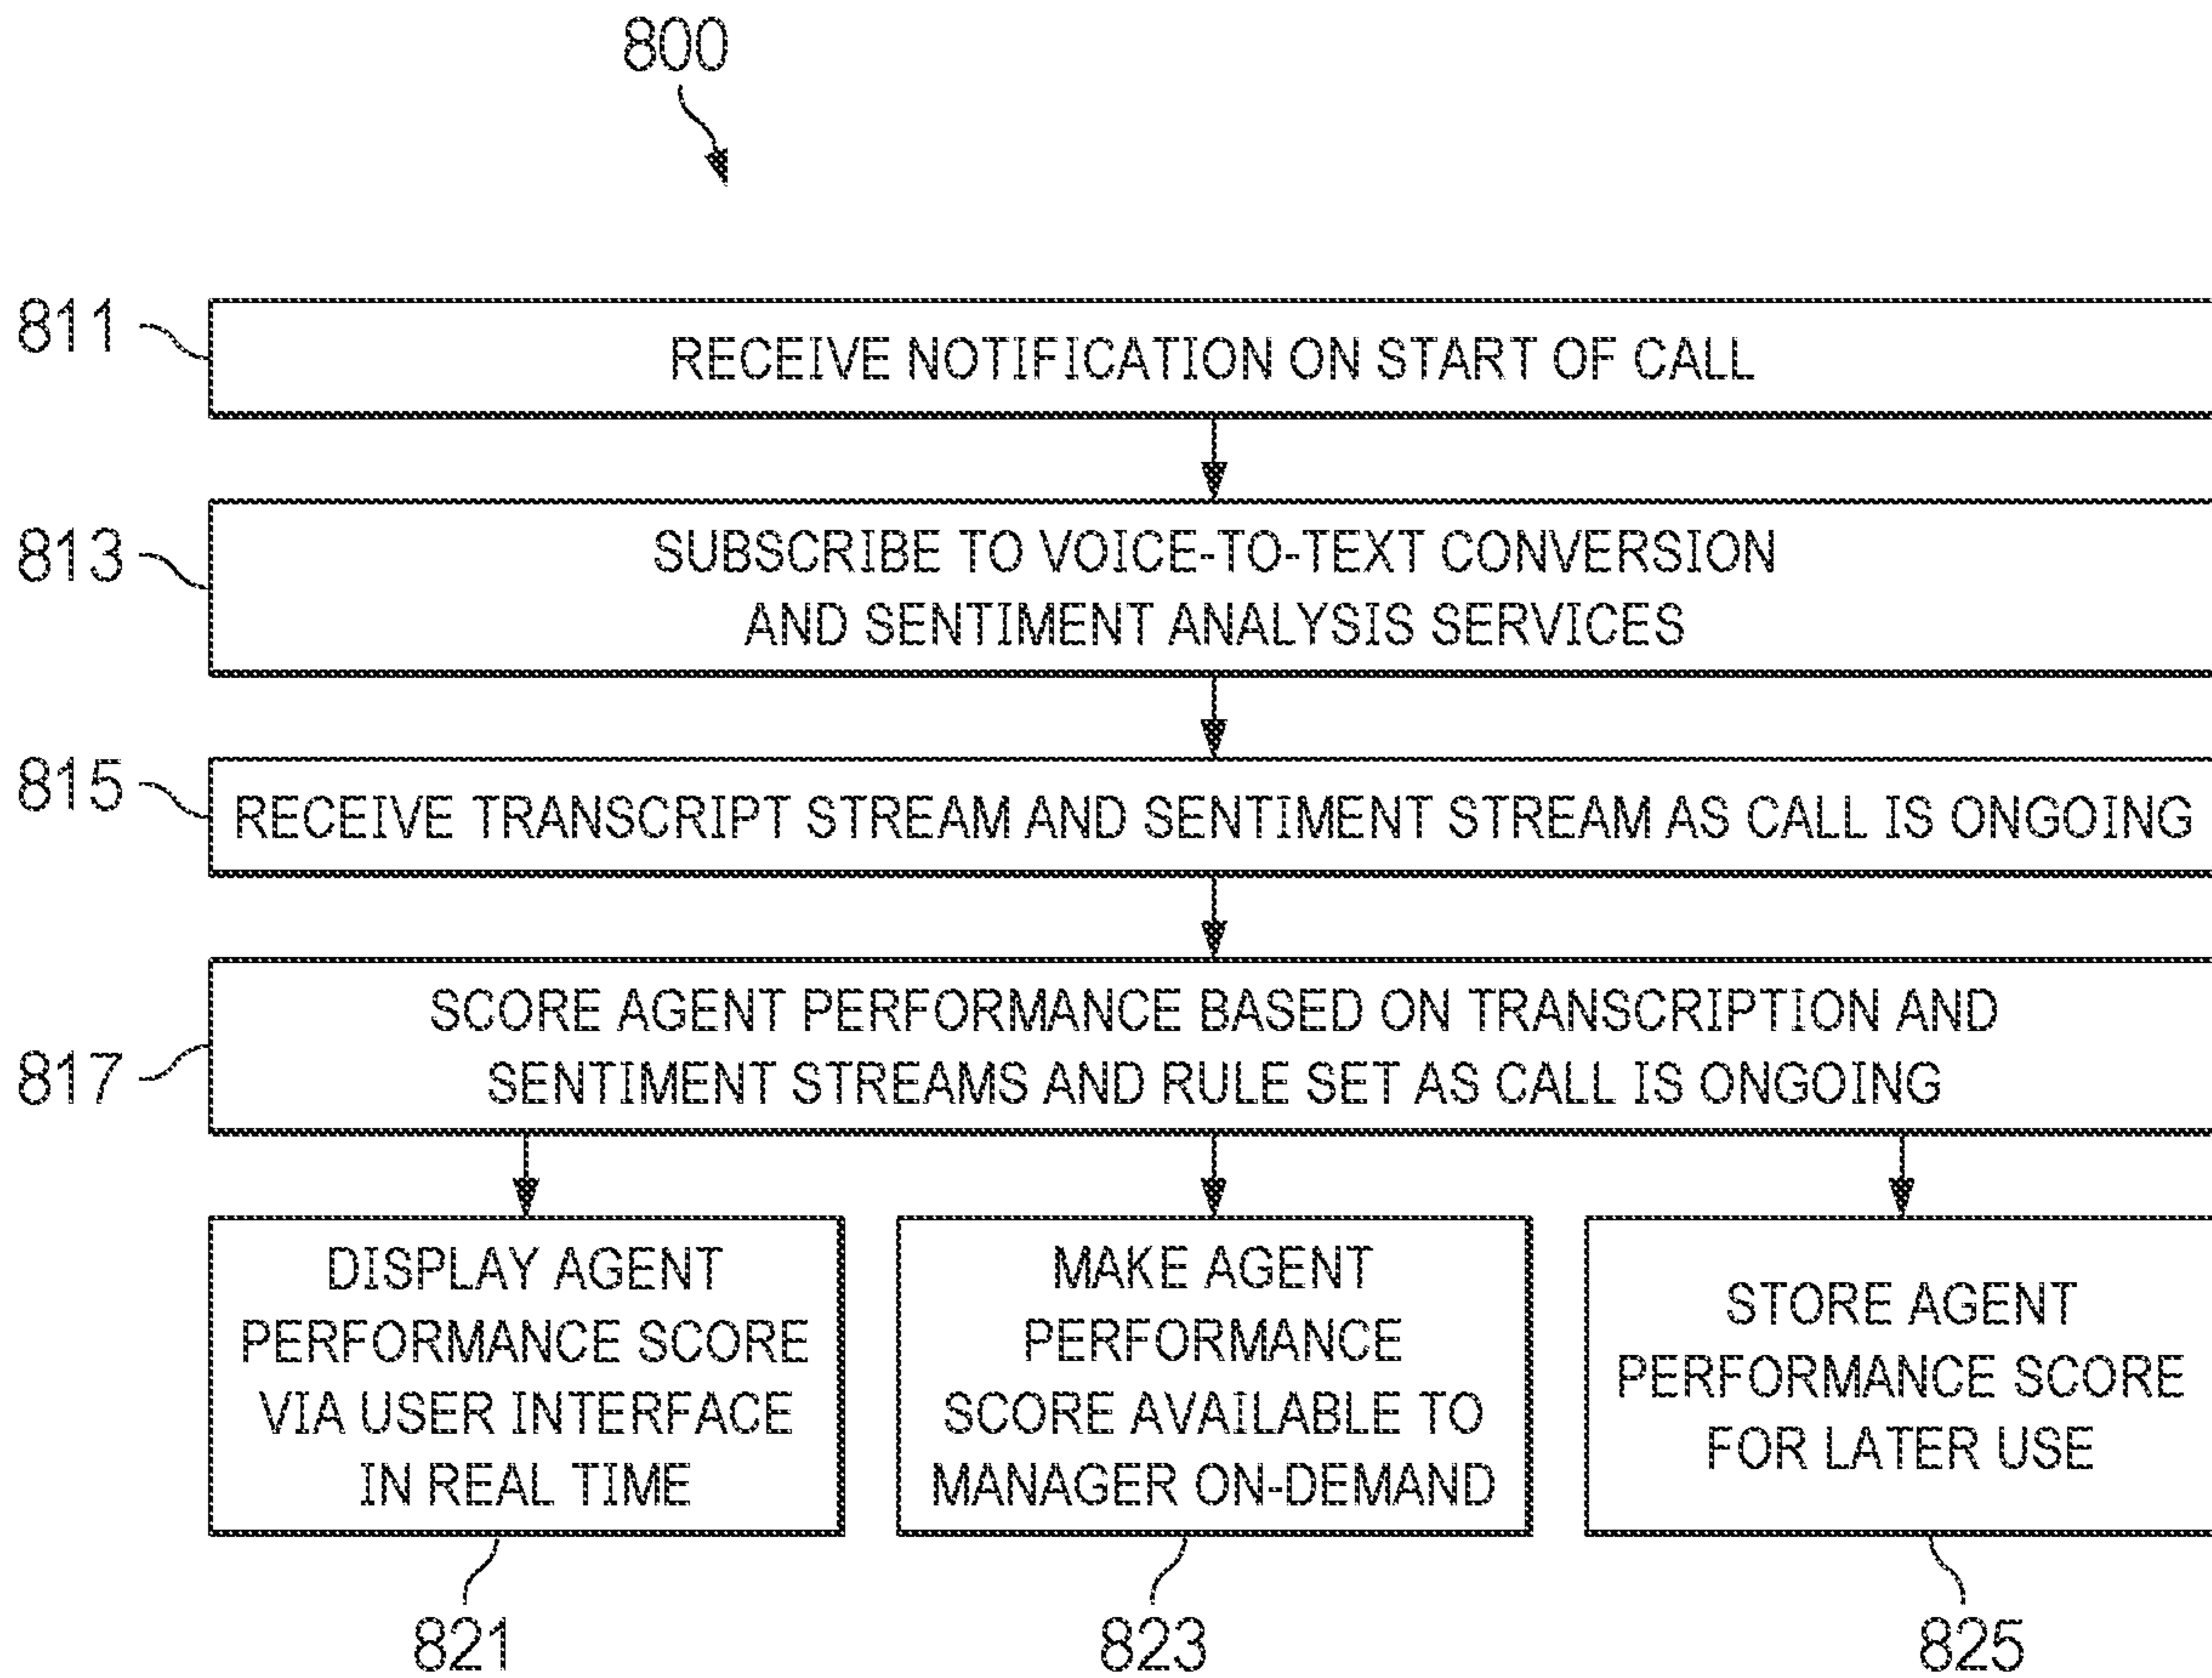 800
811
RECEIVE NOTIFICATION ON START OF CALL
813
SUBSCRIBE TO VOICE-TO-TEXT CONVERSION
AND SENTIMENT ANALYSIS SERVICES
815
RECEIVE TRANSCRIPT STREAM AND SENTIMENT STREAM AS CALL IS ONGOING
817
SCORE AGENT PERFORMANCE BASED ON TRANSCRIPTION AND
SENTIMENT STREAMS AND RULE SET AS CALL IS ONGOING
DISPLAY AGENT
PERFORMANCE SCORE
VIA USER INTERFACE
IN REAL TIME
821
MAKE AGENT
PERFORMANCE
SCORE AVAILABLE TO
MANAGER ON-DEMAND
823
STORE AGENT
PERFORMANCE SCORE
FOR LATER USE
825